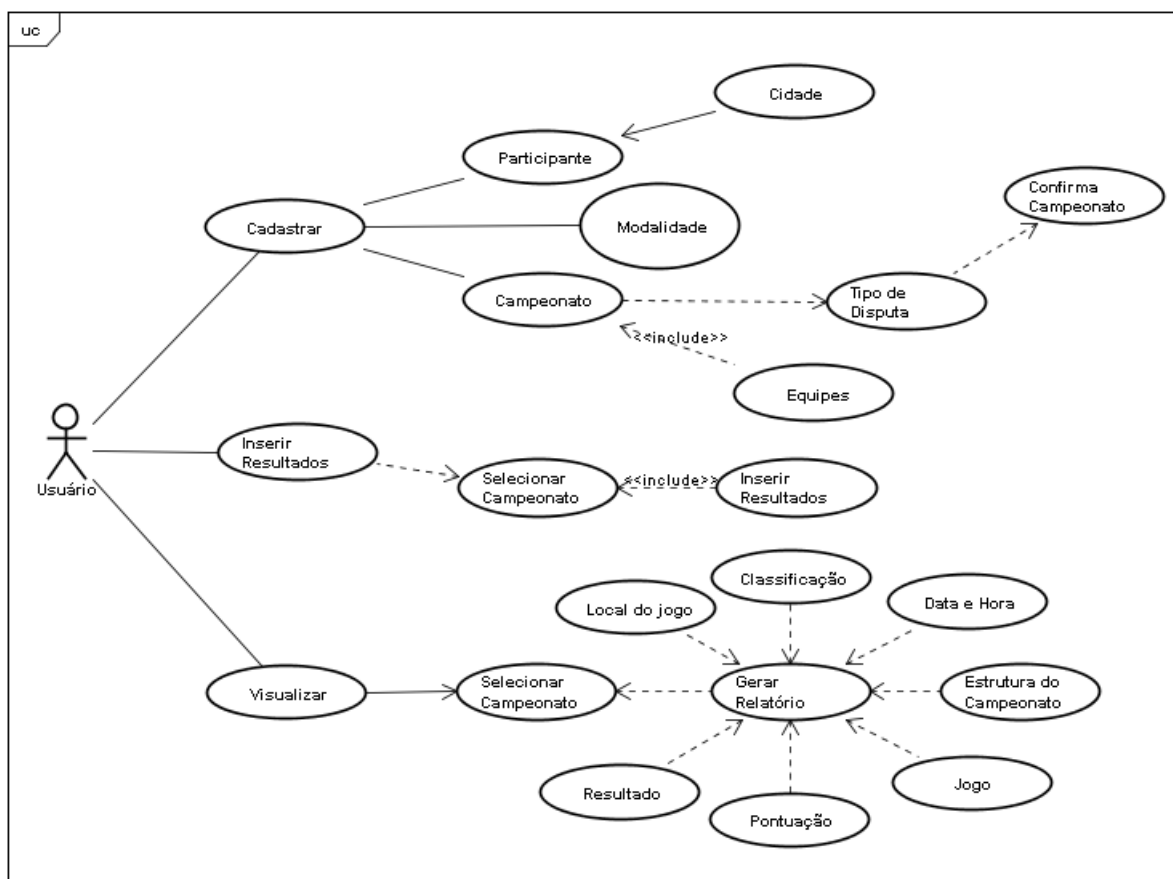 uc
Cidade
Participante
Confirma
Campeonato
Cadastrar
Modalidade
Campeonato
Tipo de
Disputa
<<include>>
Equipes
Usuário
Inserir
Resultados
Selecionar
Campeonato
<<include>>
Inserir
Resultados
Classificação
Local do jogo
Data e Hora
Visualizar
Selecionar
Campeonato
Gerar
Relatório
Estrutura do
Campeonato
Resultado
Jogo
Pontuação